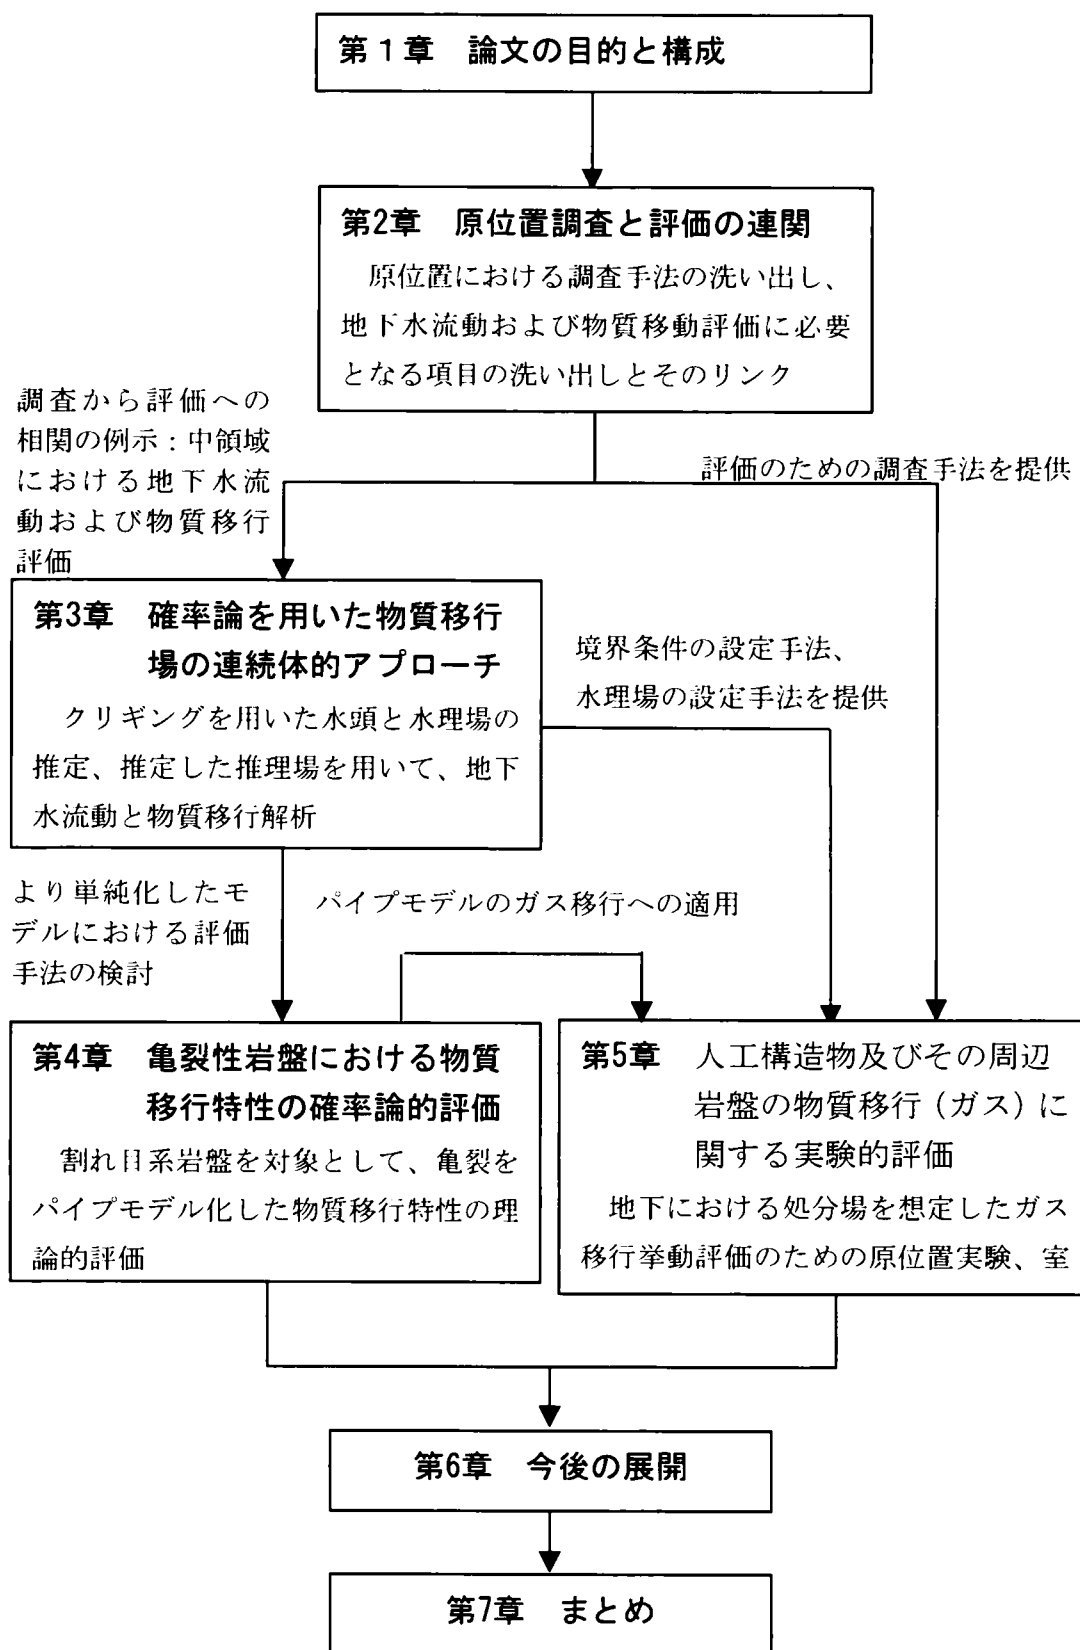 第1章 論文の目的と構成
第2章 原位置調査と評価の連関
原位置における調査手法の洗い出し、
地下水流動および物質移動評価に必要
となる項目の洗い出しとそのリンク
調査から評価への
相関の例示：中領域
における地下水流
動および物質移行
評価
評価のための調査手法を提供
第3章 確率論を用いた物質移行
場の連続体的アプローチ
クリギングを用いた水頭と水理場の
推定、推定した推理場を用いて、地下
水流動と物質移行解析
境界条件の設定手法、
水理場の設定手法を提供
より単純化したモ
デルにおける評価
手法の検討
パイプモデルのガス移行への適用
第4章 亀裂性岩盤における物質
移行特性の確率論的評価
割れ目系岩盤を対象として、亀裂を
パイプモデル化した物質移行特性の理
論的評価
第5章 人工構造物及びその周辺
岩盤の物質移行（ガス）に
関する実験的評価
地下における処分場を想定したガス
移行挙動評価のための原位置実験、室
第6章 今後の展開
第7章 まとめ